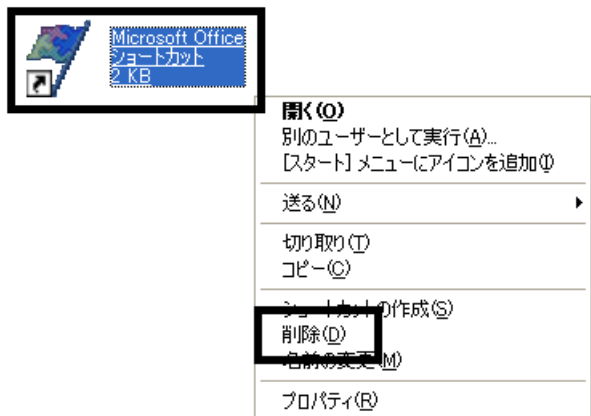 Microsoft Office
ショートカット
2 KB
開く(O)
別のユーザーとして実行(A)...
[スタート] メニューにアイコンを追加(I)
送る(N)
切り取り(T)
コピー(C)
ショートカットの作成(S)
削除(D)
名前の変更(M)
プロパティ(R)